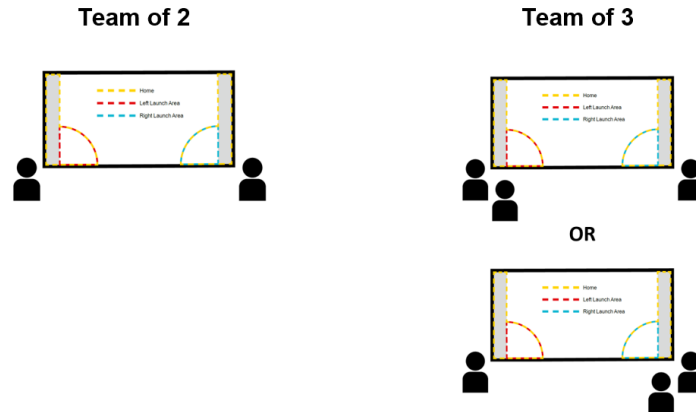 Team of 2
Home
Left Launch Area
Right Launch Area
Team of 3
Home
Left Launch Area
Right Launch Area
OR
Home
Left Launch Area
Right Launch Area